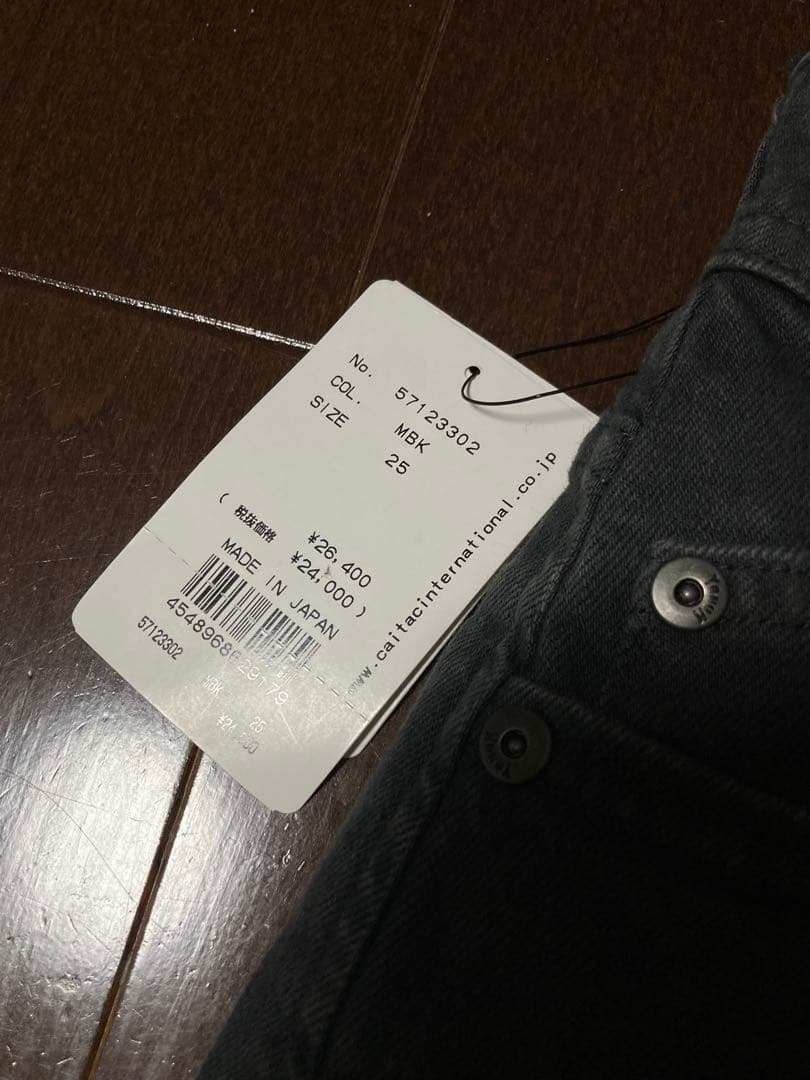 No. 57123302
COL. MBK
SIZE 25
¥26,400
( 税抜価格 ¥24,000 )
MADE IN JAPAN
57123302
MBK 25
www.caitacinternational.co.jp